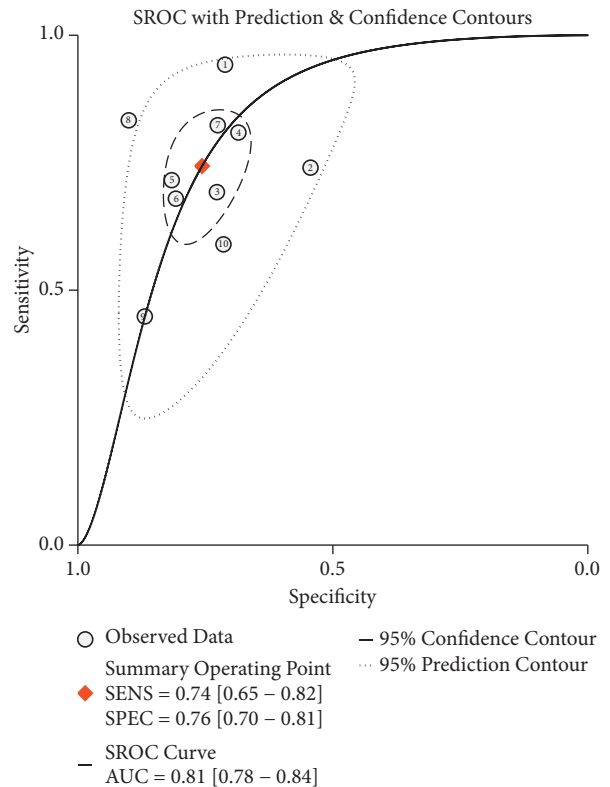 SROC with Prediction & Confidence Contours
1.0
0.5
0.0
Sensitivity
1
8
7
4
2
5
3
6
10
9
1.0
0.5
0.0
Specificity
Observed Data
Summary Operating Point
SENS = 0.74 [0.65 − 0.82]
SPEC = 0.76 [0.70 − 0.81]
SROC Curve
AUC = 0.81 [0.78 − 0.84]
95% Confidence Contour
95% Prediction Contour